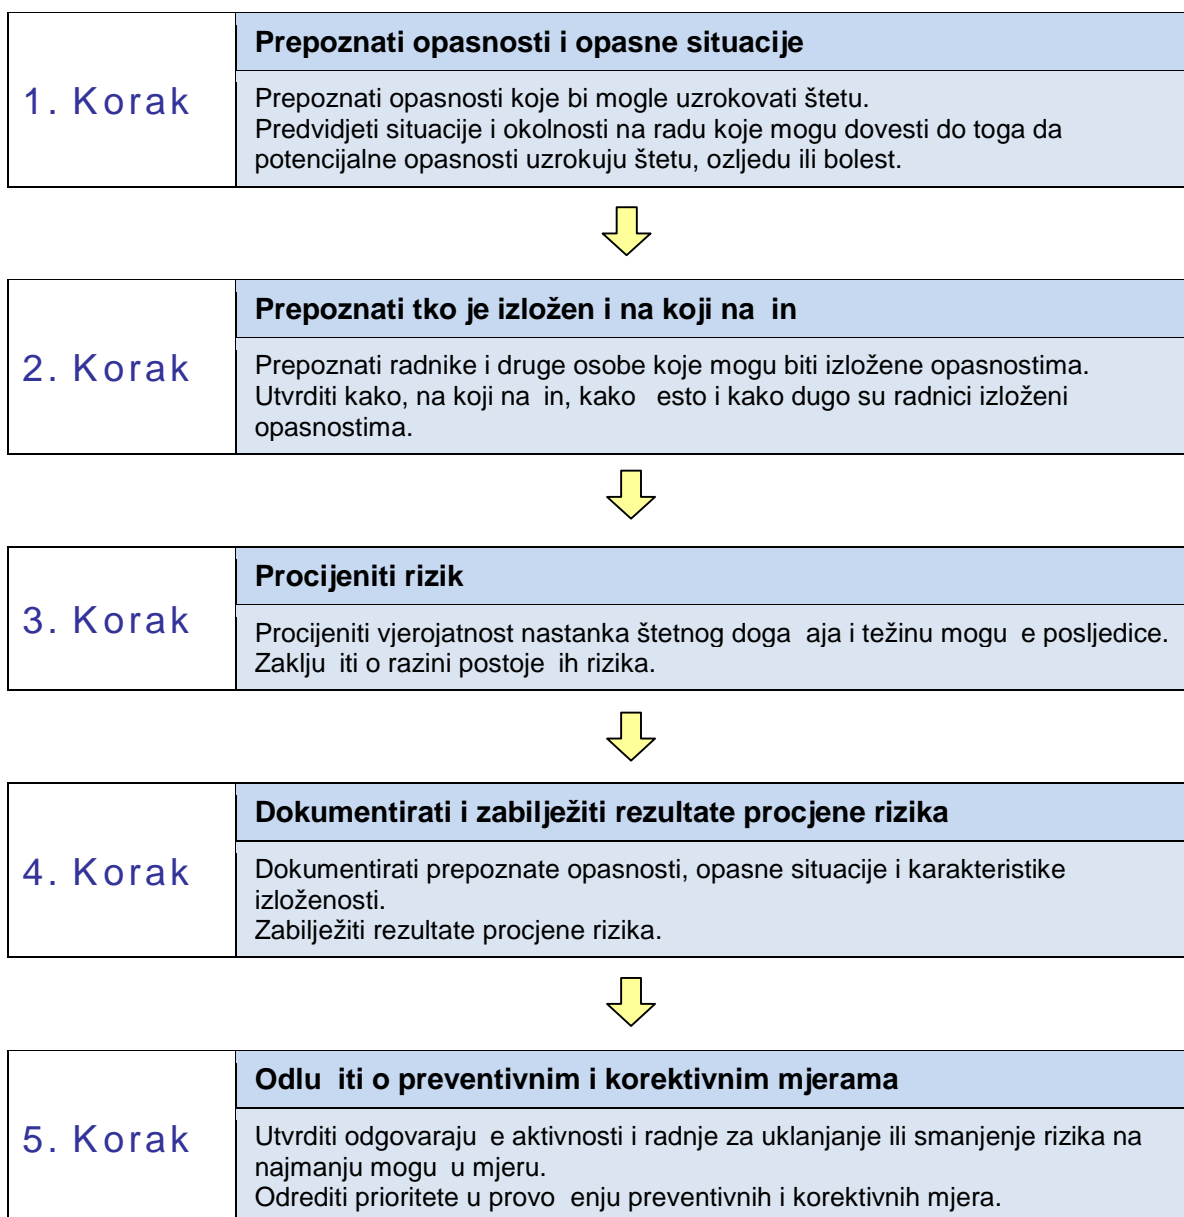 1. Korak
Prepoznati opasnosti i opasne situacije
Prepoznati opasnosti koje bi mogle uzrokovati štetu.
Predvidjeti situacije i okolnosti na radu koje mogu dovesti do toga da
potencijalne opasnosti uzrokuju štetu, ozljedu ili bolest.
2. Korak
Prepoznati tko je izložen i na koji na in
Prepoznati radnike i druge osobe koje mogu biti izložene opasnostima.
Utvrditi kako, na koji na in, kako esto i kako dugo su radnici izloženi
opasnostima.
3. Korak
Procijeniti rizik
Procijeniti vjerojatnost nastanka štetnog doga aja i težinu mogu e posljedice.
Zaklju iti o razini postoje ih rizika.
4. Korak
Dokumentirati i zabilježiti rezultate procjene rizika
Dokumentirati prepoznate opasnosti, opasne situacije i karakteristike
izloženosti.
Zabilježiti rezultate procjene rizika.
5. Korak
Odlu iti o preventivnim i korektivnim mjerama
Utvrditi odgovaraju e aktivnosti i radnje za uklanjanje ili smanjenje rizika na
najmanju mogu u mjeru.
Odrediti prioritete u provo enju preventivnih i korektivnih mjera.